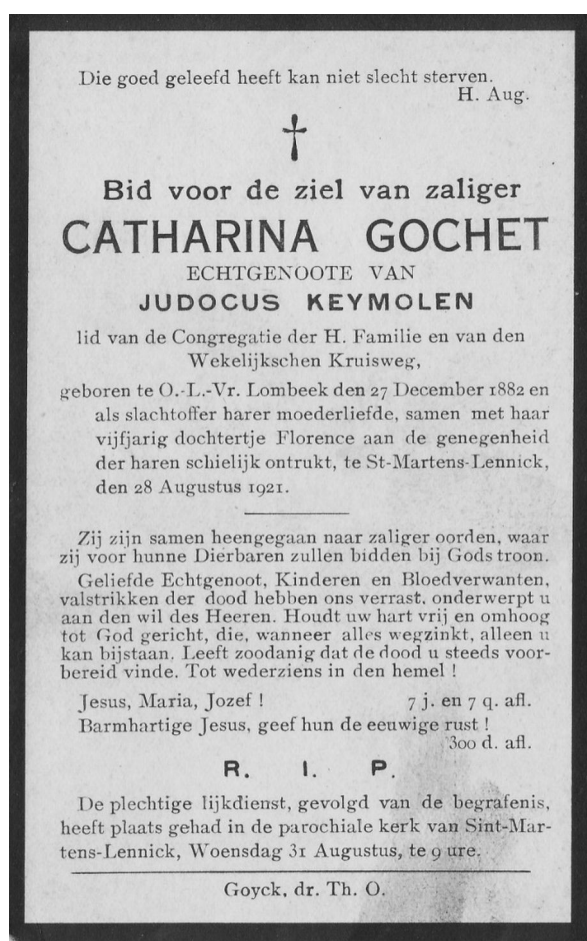 Die goed geleefd heeft kan niet slecht sterven.
H. Aug.
Bid voor de ziel van zaliger
CATHARINA GOCHET
ECHTGENOOTE VAN
JUDOCUS KEYMOLEN
lid van de Congregatie der H. Familie en van den
Wekelijkschen Kruisweg,
geboren te O.-L.-Vr. Lombeek den 27 December 1882 en
als slachtoffer harer moederliefde, samen met haar
vijfjarig dochtertje Florence aan de genegenheid
der haren schielijk ontrukt, te St-Martens-Lennick,
den 28 Augustus 1921.
Zij zijn samen heengegaan naar zaliger oorden, waar
zij voor hunne Dierbaren zullen bidden bij Gods troon.
Geliefde Echtgenoot, Kinderen en Bloedverwanten,
valstrikken der dood hebben ons verrast, onderwerpt u
aan den wil des Heeren. Houdt uw hart vrij en omhoog
tot God gericht, die, wanneer alles wegzinkt, alleen u
kan bijstaan. Leeft zoodanig dat de dood u steeds voor-
bereid vinde. Tot wederziens in den hemel !
Jesus, Maria, Jozef ! 7 j. en 7 q. afl.
Barmhartige Jesus, geef hun de eeuwige rust !
300 d. afl.
R. I. P.
De plechtige lijkdienst, gevolgd van de begrafenis,
heeft plaats gehad in de parochiale kerk van Sint-Mar-
tens-Lennick, Woensdag 31 Augustus, te 9 ure.
Goyck, dr. Th. O.